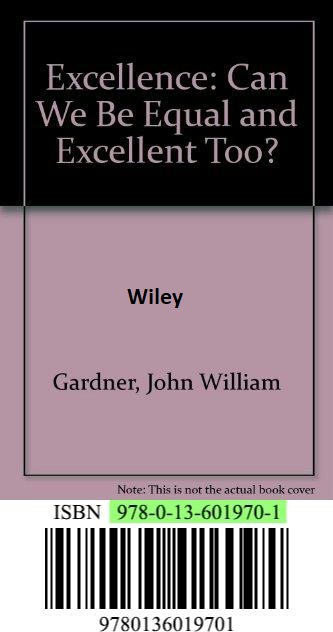 Excellence: Can
We Be Equal and
Excellent Too?
Wiley
Gardner, John William
Note: This is not the actual book cover
ISBN 978-0-13-601970-1
9780136019701